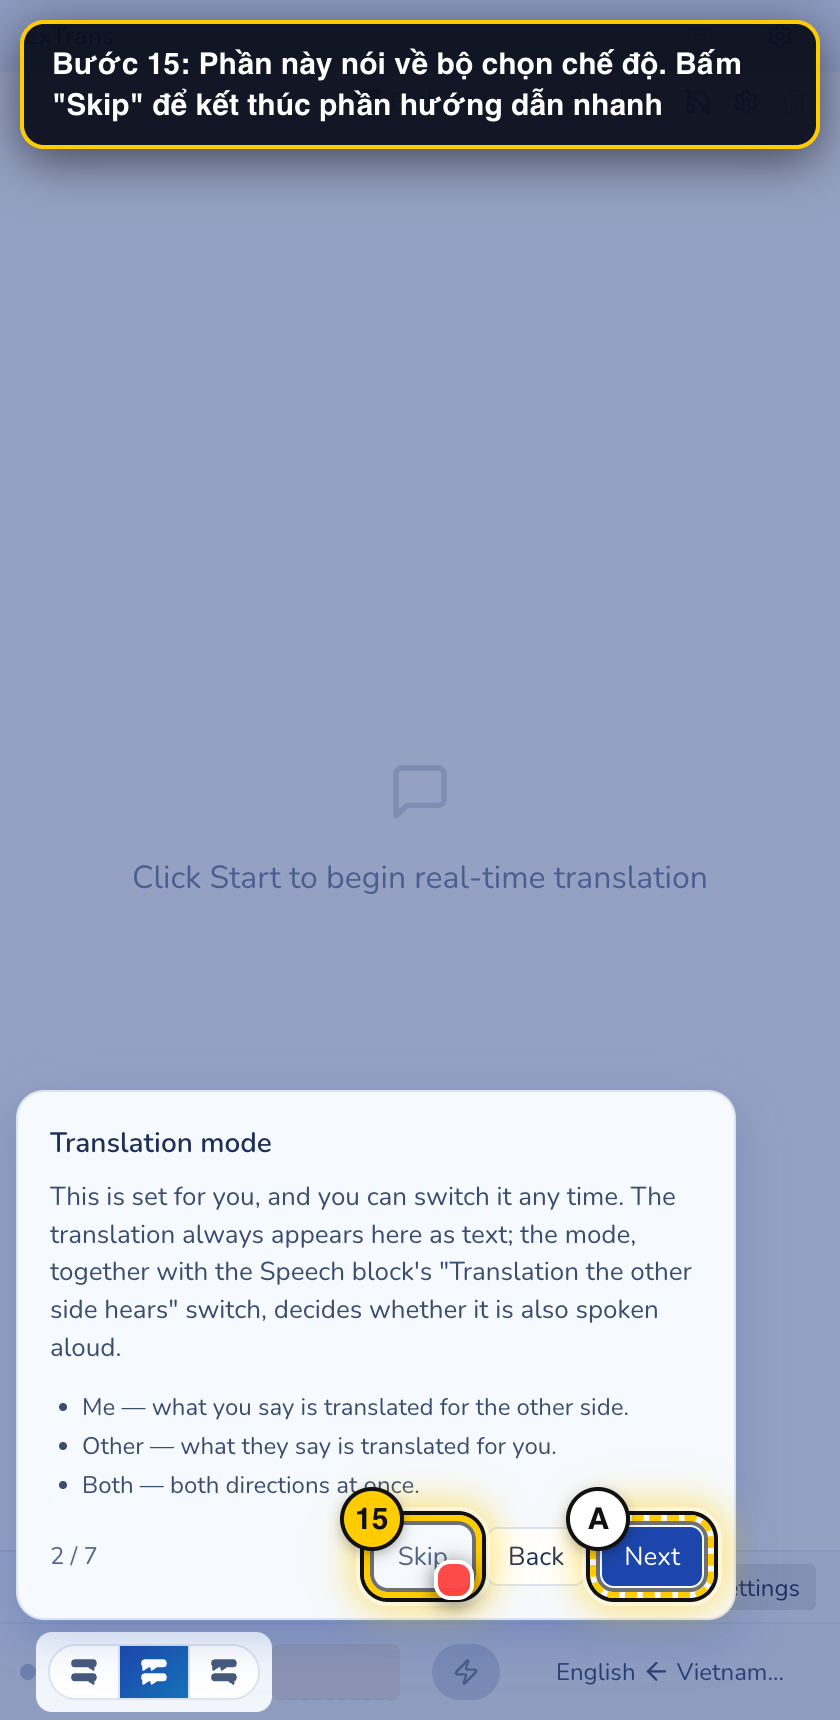 Bước 15: Phần này nói về bộ chọn chế độ. Bấm
"Skip" để kết thúc phần hướng dẫn nhanh
Click Start to begin real-time translation
Translation mode
This is set for you, and you can switch it any time. The
translation always appears here as text; the mode,
together with the Speech block's "Translation the other
side hears" switch, decides whether it is also spoken
aloud.
• Me — what you say is translated for the other side.
• Other — what they say is translated for you.
• Both — both directions at once.
15
A
2 / 7
Skip
Back
Next
ettings
English ← Vietnam...